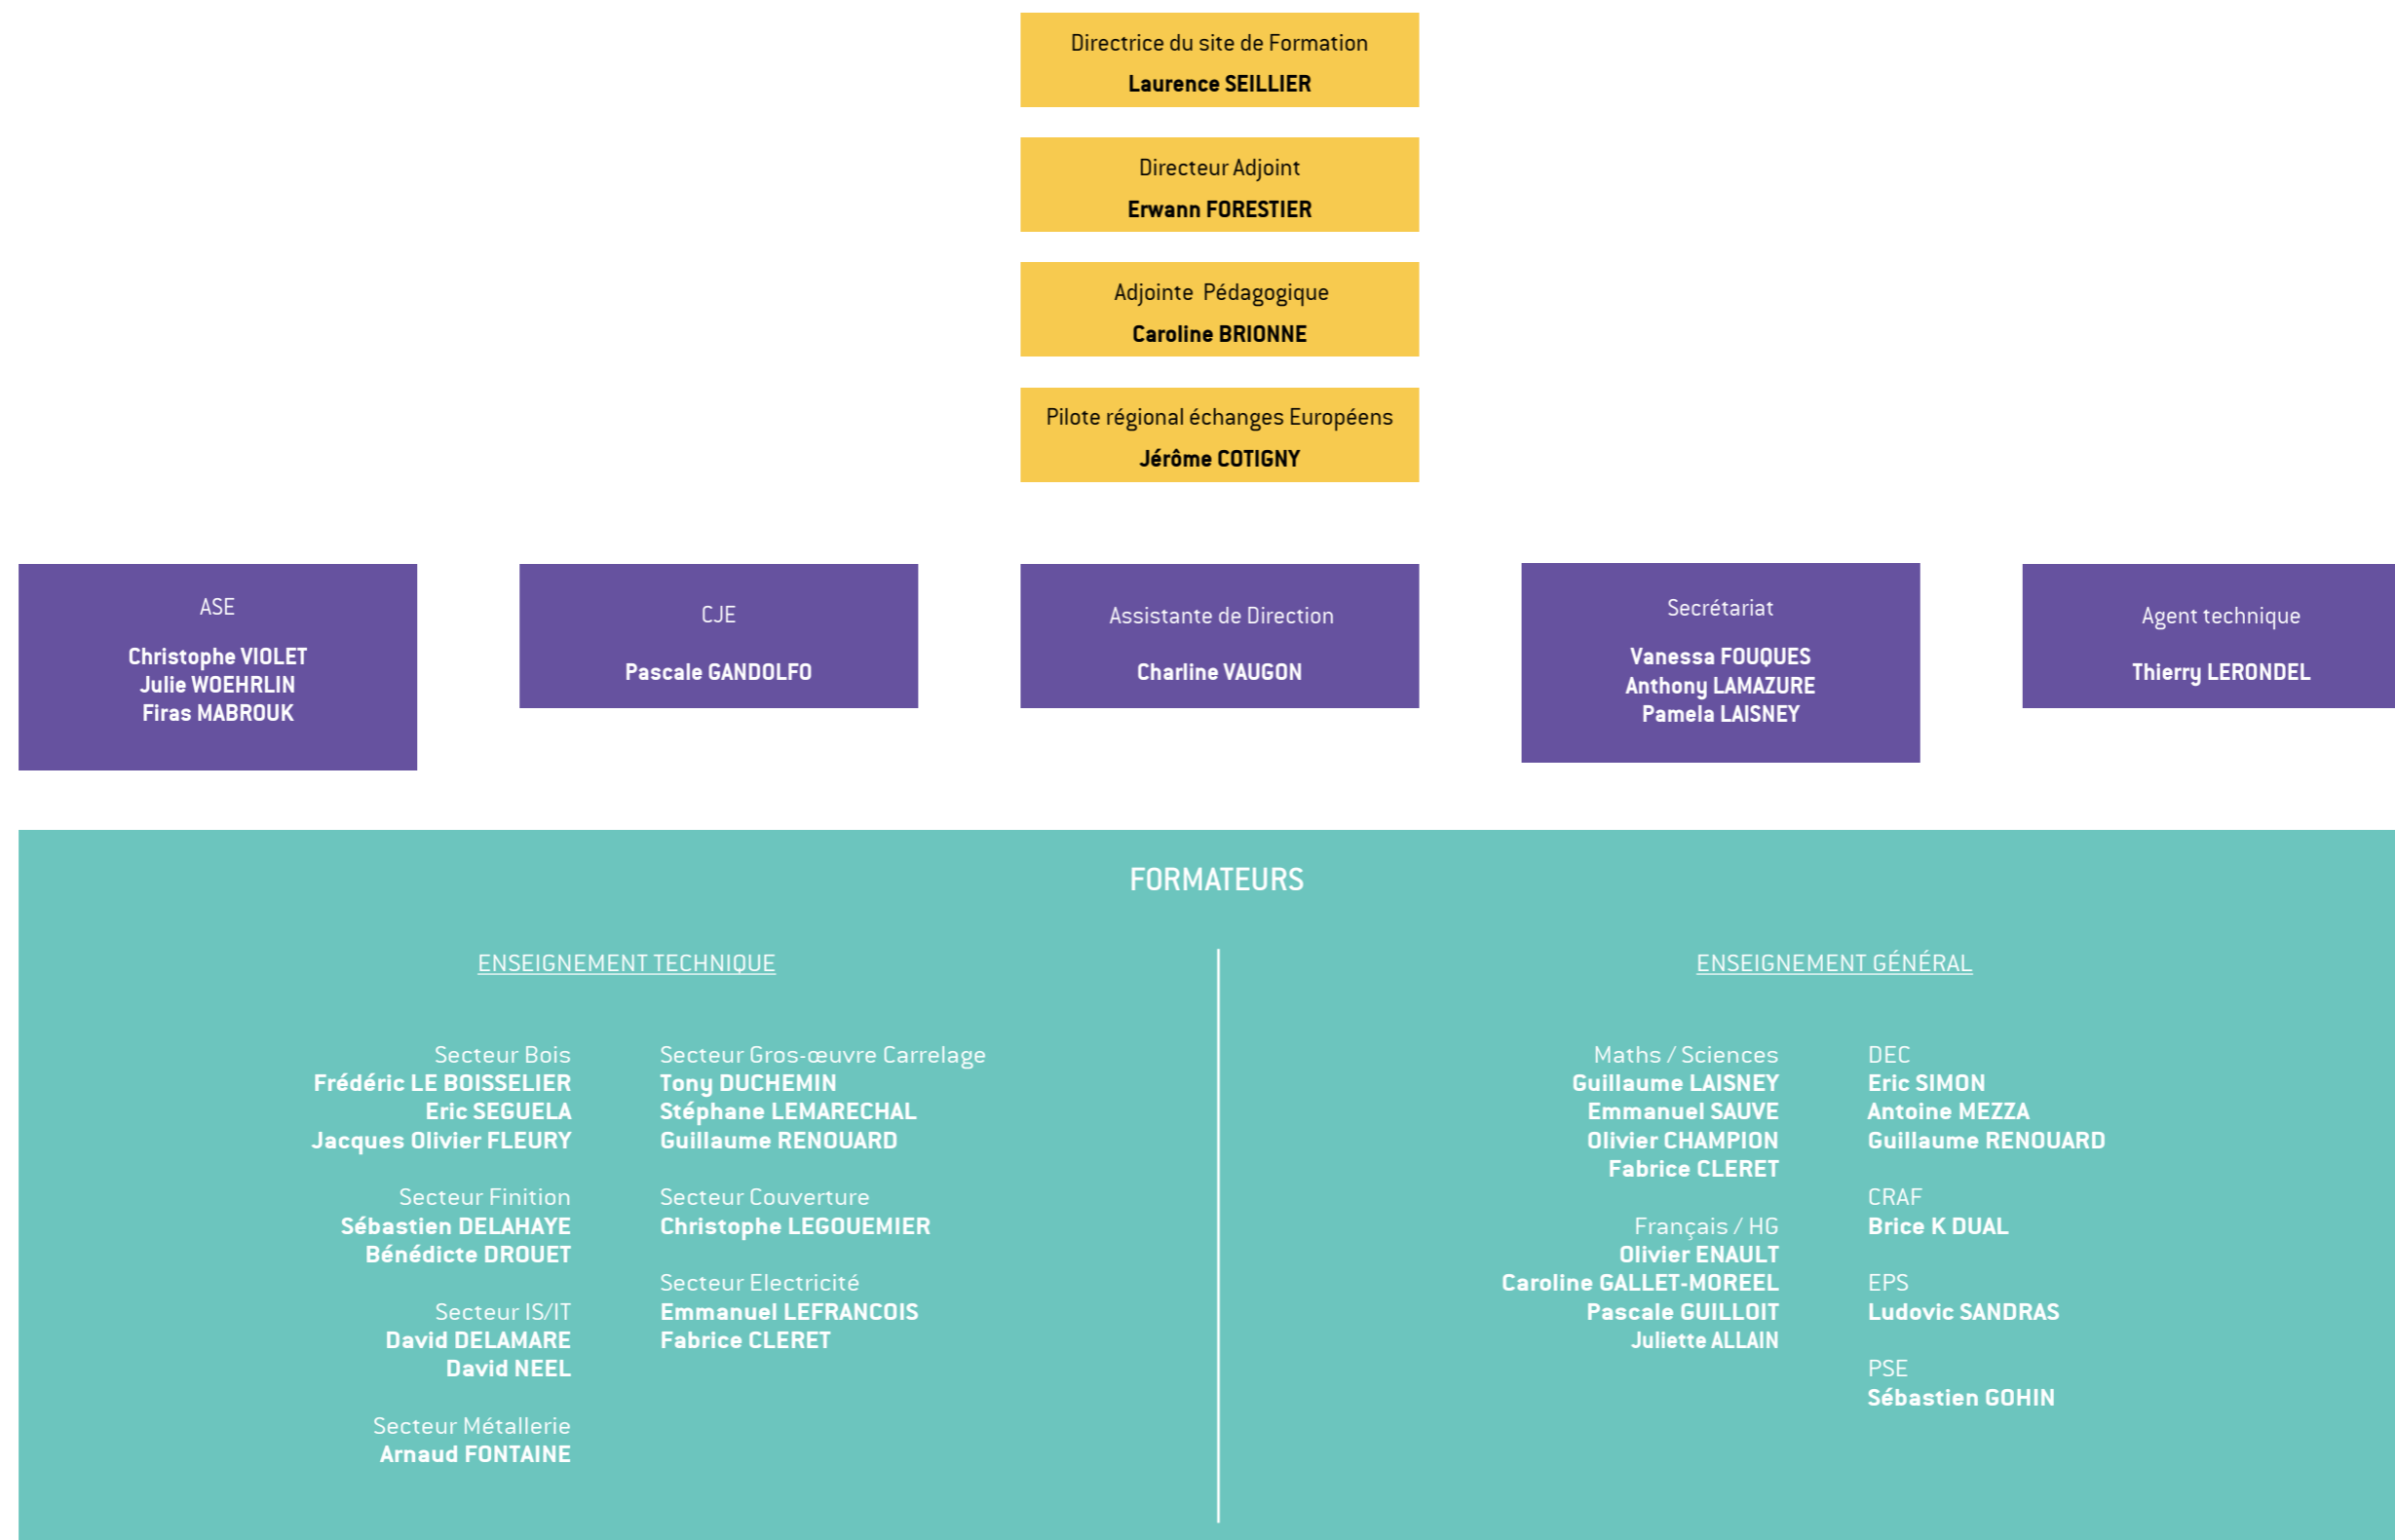 Directrice du site de Formation
Laurence SEILLIER
Directeur Adjoint
Erwann FORESTIER
Adjointe Pédagogique
Caroline BRIONNE
Pilote régional échanges Européens
Jérôme COTIGNY
ASE
Christophe VIOLET
Julie WOEHRLIN
Firas MABROUK
CJE
Pascale GANDOLFO
Assistante de Direction
Charline VAUGON
Secrétariat
Vanessa FOUQUES
Anthony LAMAZURE
Pamela LAISNEY
Agent technique
Thierry LERONDEL
FORMATEURS
ENSEIGNEMENT TECHNIQUE
Secteur Bois
Frédéric LE BOISSELIER
Eric SEGUELA
Jacques Olivier FLEURY
Secteur Finition
Sébastien DELAHAYE
Bénédicte DROUET
Secteur IS/IT
David DELAMARE
David NEEL
Secteur Métallerie
Arnaud FONTAINE
Secteur Gros-œuvre Carrelage
Tony DUCHEMIN
Stéphane LEMARECHAL
Guillaume RENOUARD
Secteur Couverture
Christophe LEGOUEMIER
Secteur Electricité
Emmanuel LEFRANCOIS
Fabrice CLERET
ENSEIGNEMENT GÉNÉRAL
Maths / Sciences
Guillaume LAISNEY
Emmanuel SAUVE
Olivier CHAMPION
Fabrice CLERET
Français / HG
Olivier ENAULT
Caroline GALLET-MOREEL
Pascale GUILLOIT
Juliette ALLAIN
DEC
Eric SIMON
Antoine MEZZA
Guillaume RENOUARD
CRAF
Brice K DUAL
EPS
Ludovic SANDRAS
PSE
Sébastien GOHIN